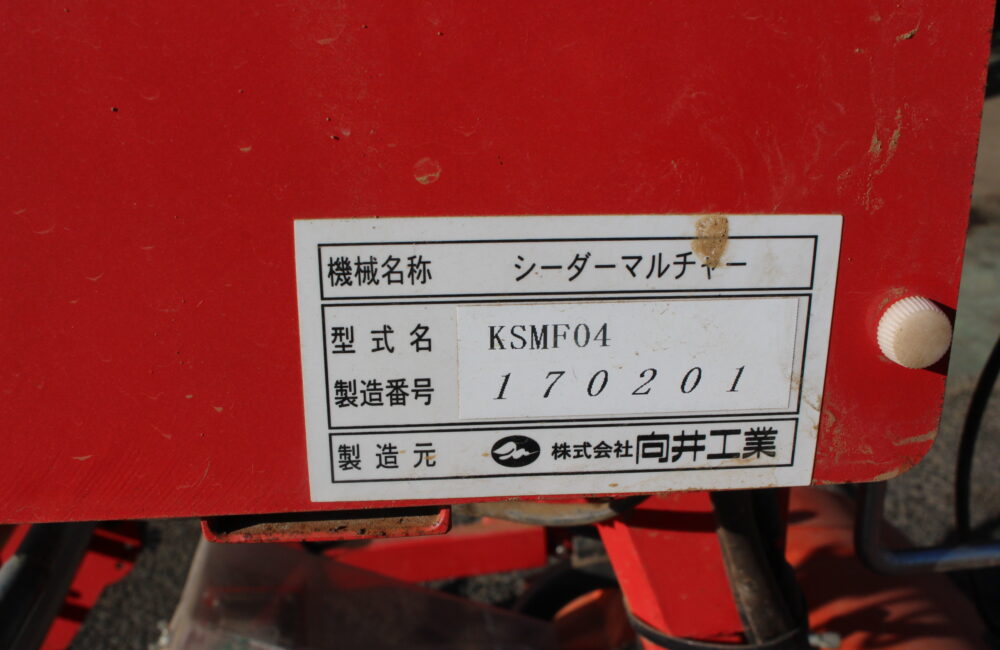 機械名称 シーダーマルチャー
型式名 KSMF04
製造番号 170201
製造元 株式会社 向井工業